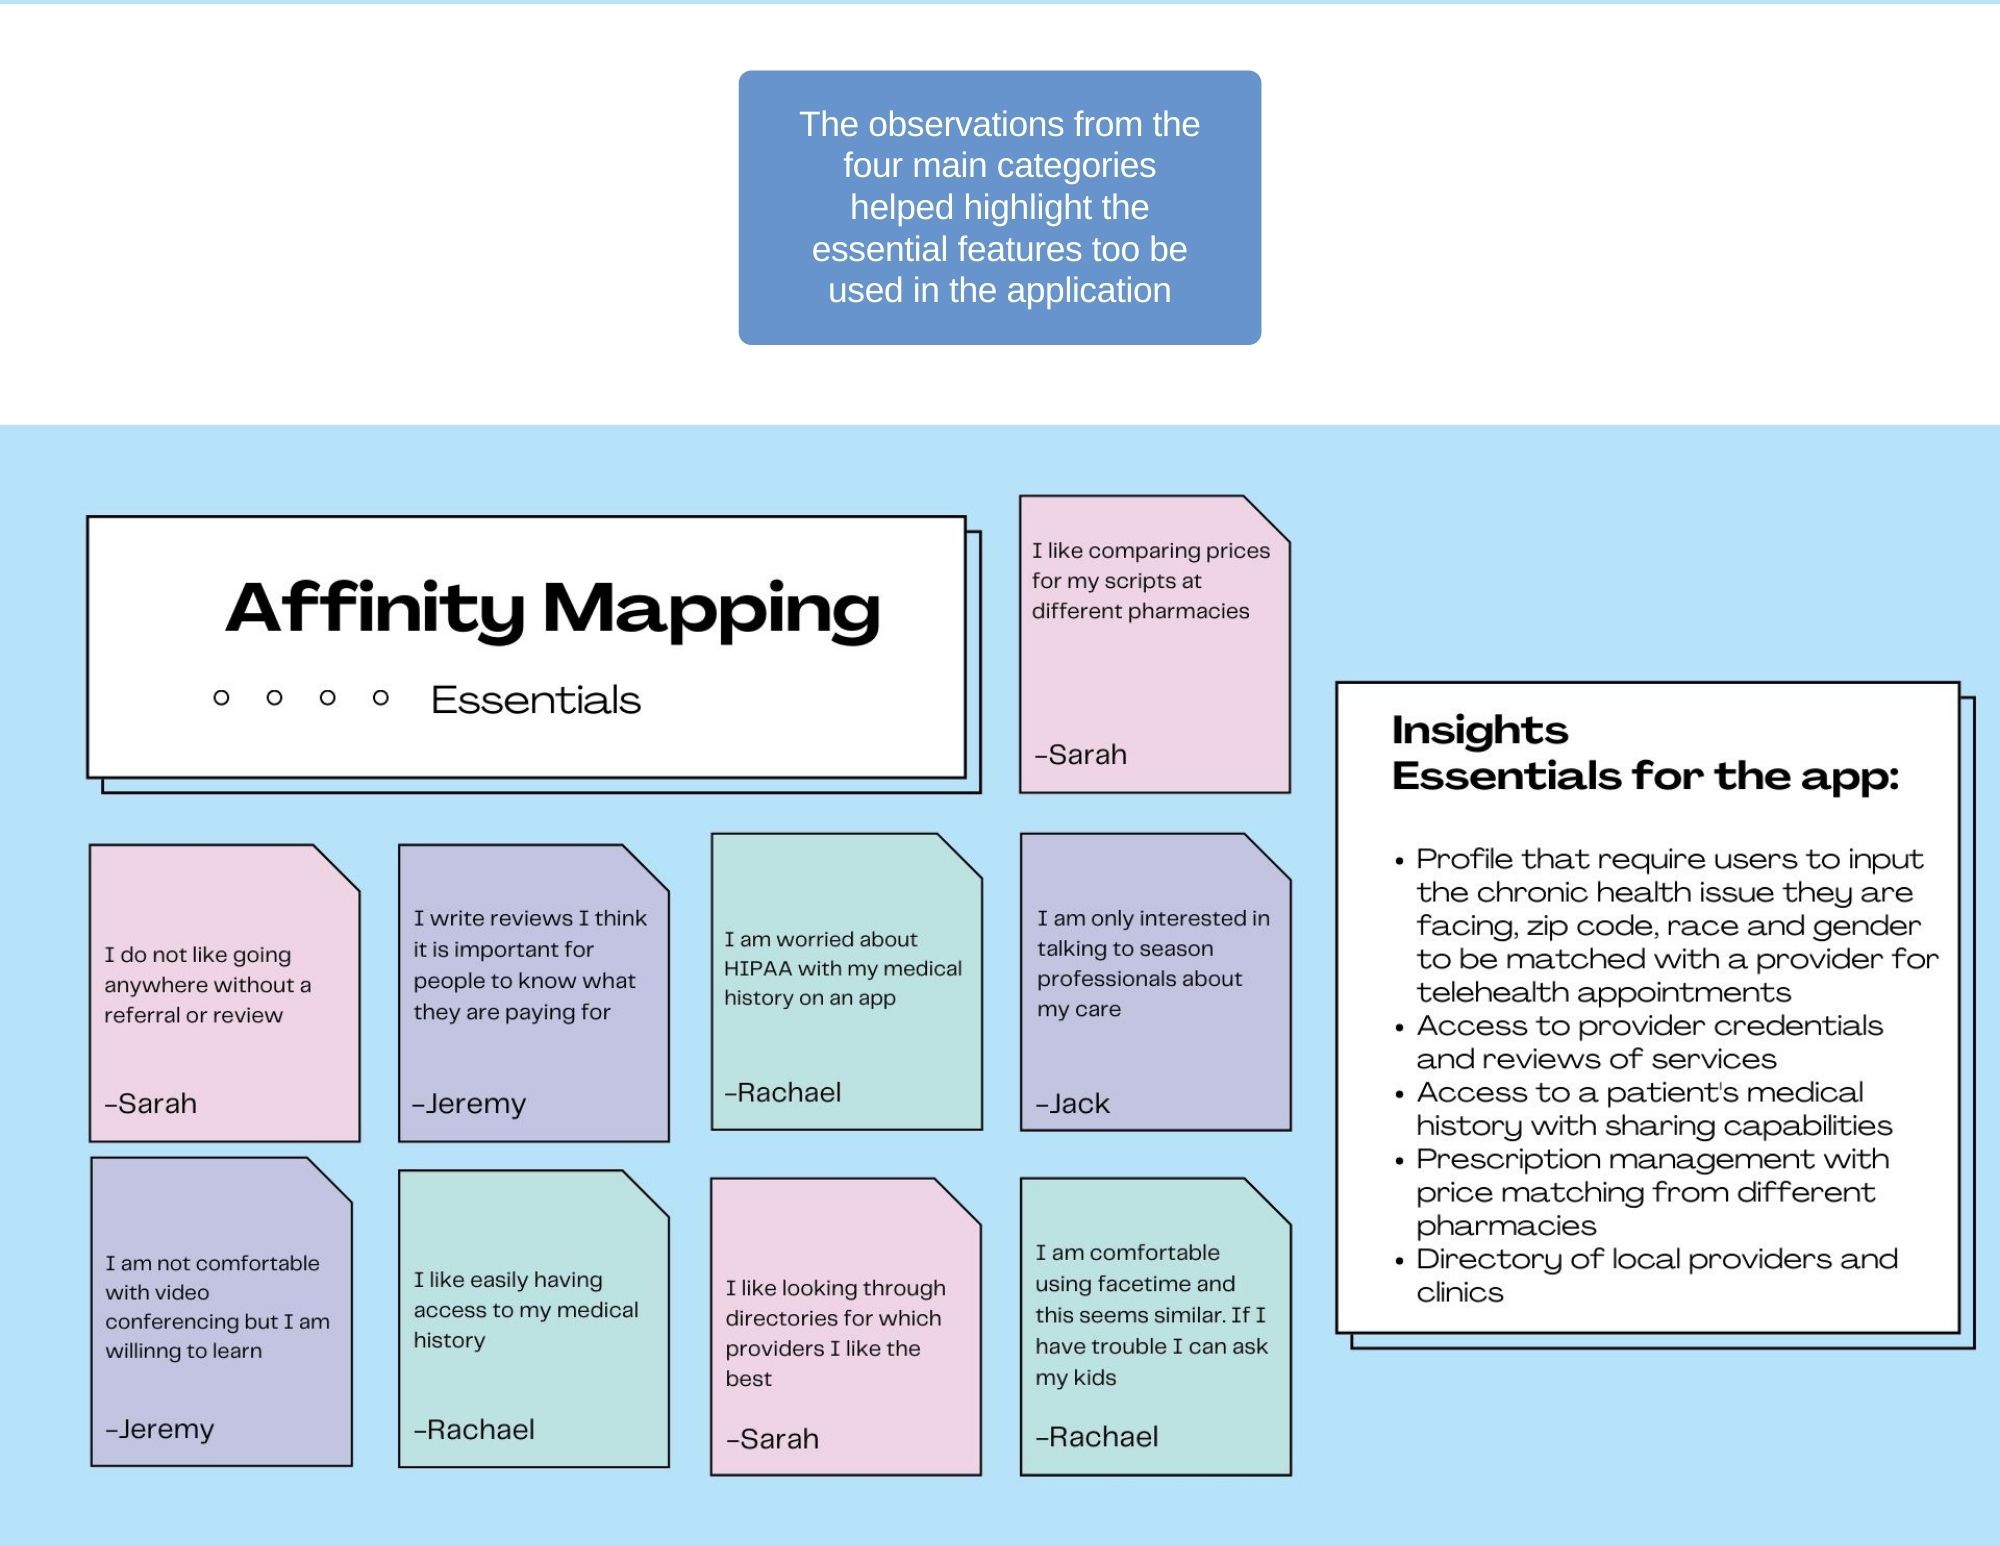 The observations from the
four main categories
helped highlight the
essential features too be
used in the application
Affinity Mapping
Essentials
I like comparing prices
for my scripts at
different pharmacies
–Sarah
I do not like going
anywhere without a
referral or review
–Sarah
I write reviews I think
it is important for
people to know what
they are paying for
–Jeremy
I am worried about
HIPAA with my medical
history on an app
–Rachael
I am only interested in
talking to season
professionals about
my care
–Jack
I am not comfortable
with video
conferencing but I am
willinng to learn
–Jeremy
I like easily having
access to my medical
history
–Rachael
I like looking through
directories for which
providers I like the
best
–Sarah
I am comfortable
using facetime and
this seems similar. If I
have trouble I can ask
my kids
–Rachael
Insights
Essentials for the app:
• Profile that require users to input
the chronic health issue they are
facing, zip code, race and gender
to be matched with a provider for
telehealth appointments
• Access to provider credentials
and reviews of services
• Access to a patient's medical
history with sharing capabilities
• Prescription management with
price matching from different
pharmacies
• Directory of local providers and
clinics